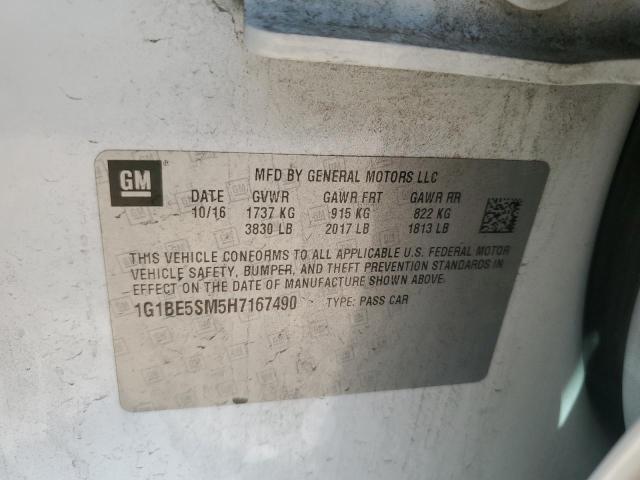 GM ®
MFD BY GENERAL MOTORS LLC
DATE GVWR GAWR FRT GAWR RR
10/16 1737 KG 915 KG 822 KG
3830 LB 2017 LB 1813 LB
THIS VEHICLE CONFORMS TO ALL APPLICABLE U.S. FEDERAL MOTOR
VEHICLE SAFETY, BUMPER, AND THEFT PREVENTION STANDARDS IN
EFFECT ON THE DATE OF MANUFACTURE SHOWN ABOVE.
1G1BE5SM5H7167490 TYPE: PASS CAR